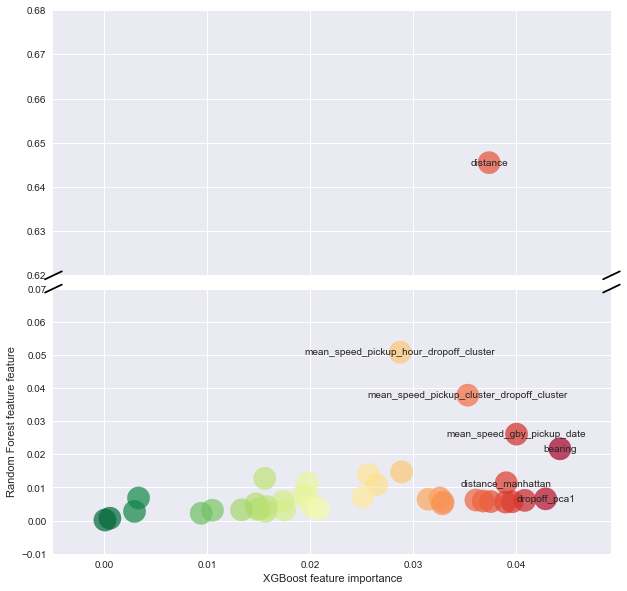 0.68
0.67
0.66
0.65
distance
0.64
0.63
0.62
0.07
0.06
mean_speed_pickup_hour_dropoff_cluster
0.05
0.04
mean_speed_pickup_cluster_dropoff_cluster
0.03
mean_speed_gby_pickup_date
bearing
0.02
distance_manhattan
0.01
dropoff_pca1
0.00
−0.01
Random Forest feature feature
0.00 0.01 0.02 0.03 0.04
XGBoost feature importance